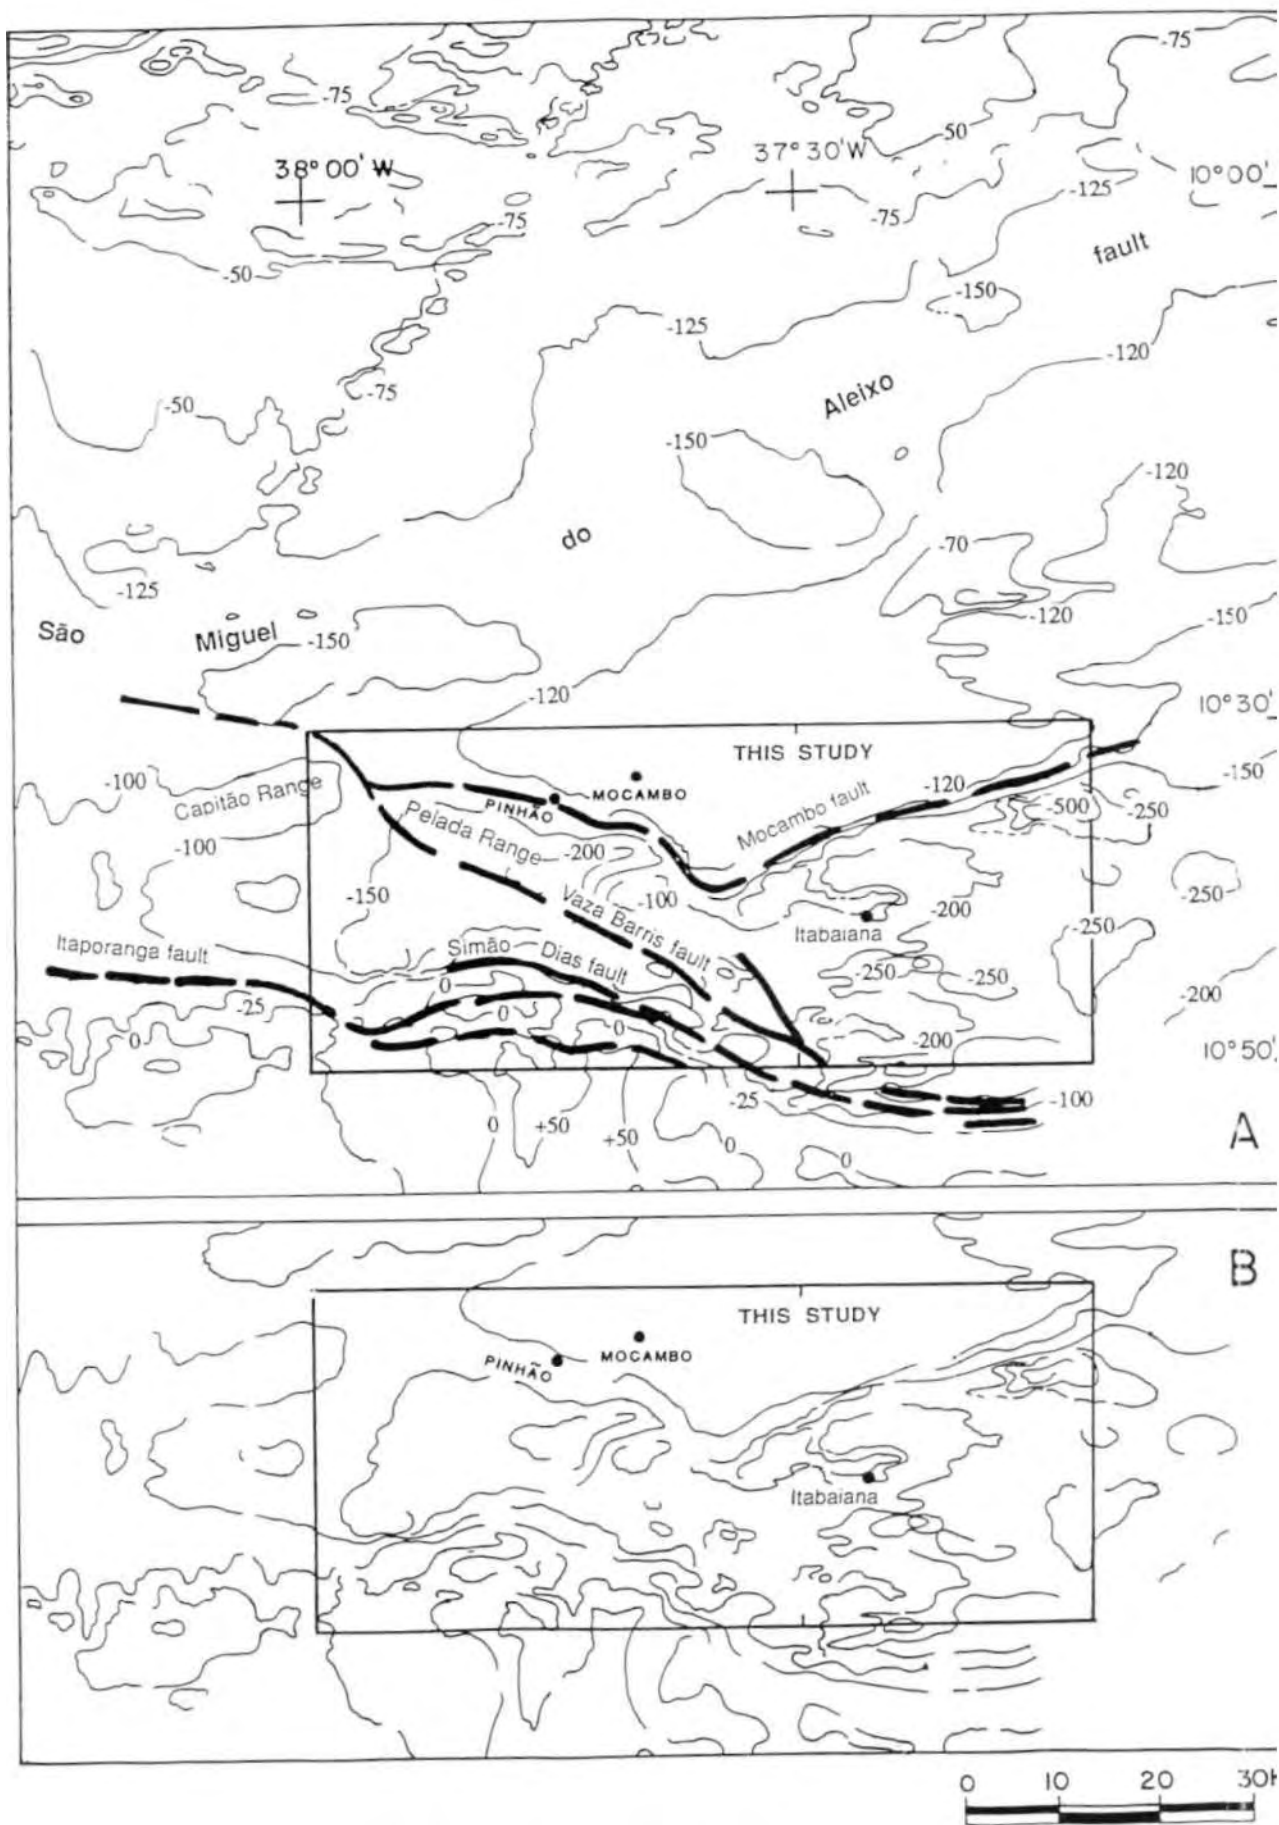 -75
-75
-50
38°00' W
37°30' W
10°00'
-125
-75
-75
-50
fault
-150
-125
-120
-75
-50
Aleixo
-150
-120
do
-70
-125
-120
São
Miguel
-150
-150
-120
10°30'
THIS STUDY
-100
Capitão Range
MOCAMBO
PINHÃO
Mocambo fault
-120
-150
-500
-250
Pelada Range
-200
-100
-100
-150
-250
-200
Vaza Barris fault
Itabaiana
-250
Itaporanga fault
Simão Dias fault
-250
-250
0
-25
0
0
-200
0
-200
10°50'
-25
-100
0
+50
+50
0
0
A
B
THIS STUDY
PINHÃO
MOCAMBO
Itabaiana
0 10 20 30